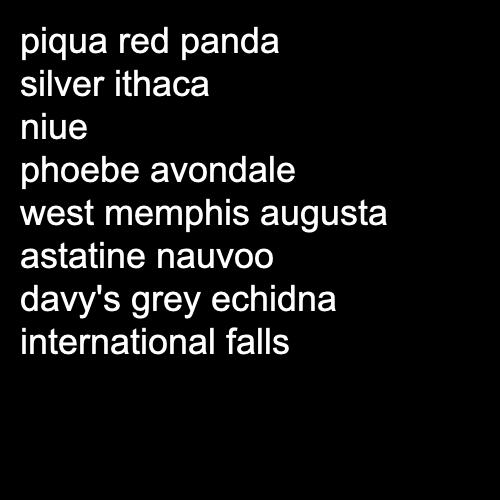 piqua red panda
silver ithaca
niue
phoebe avondale
west memphis augusta
astatine nauvoo
davy's grey echidna
international falls